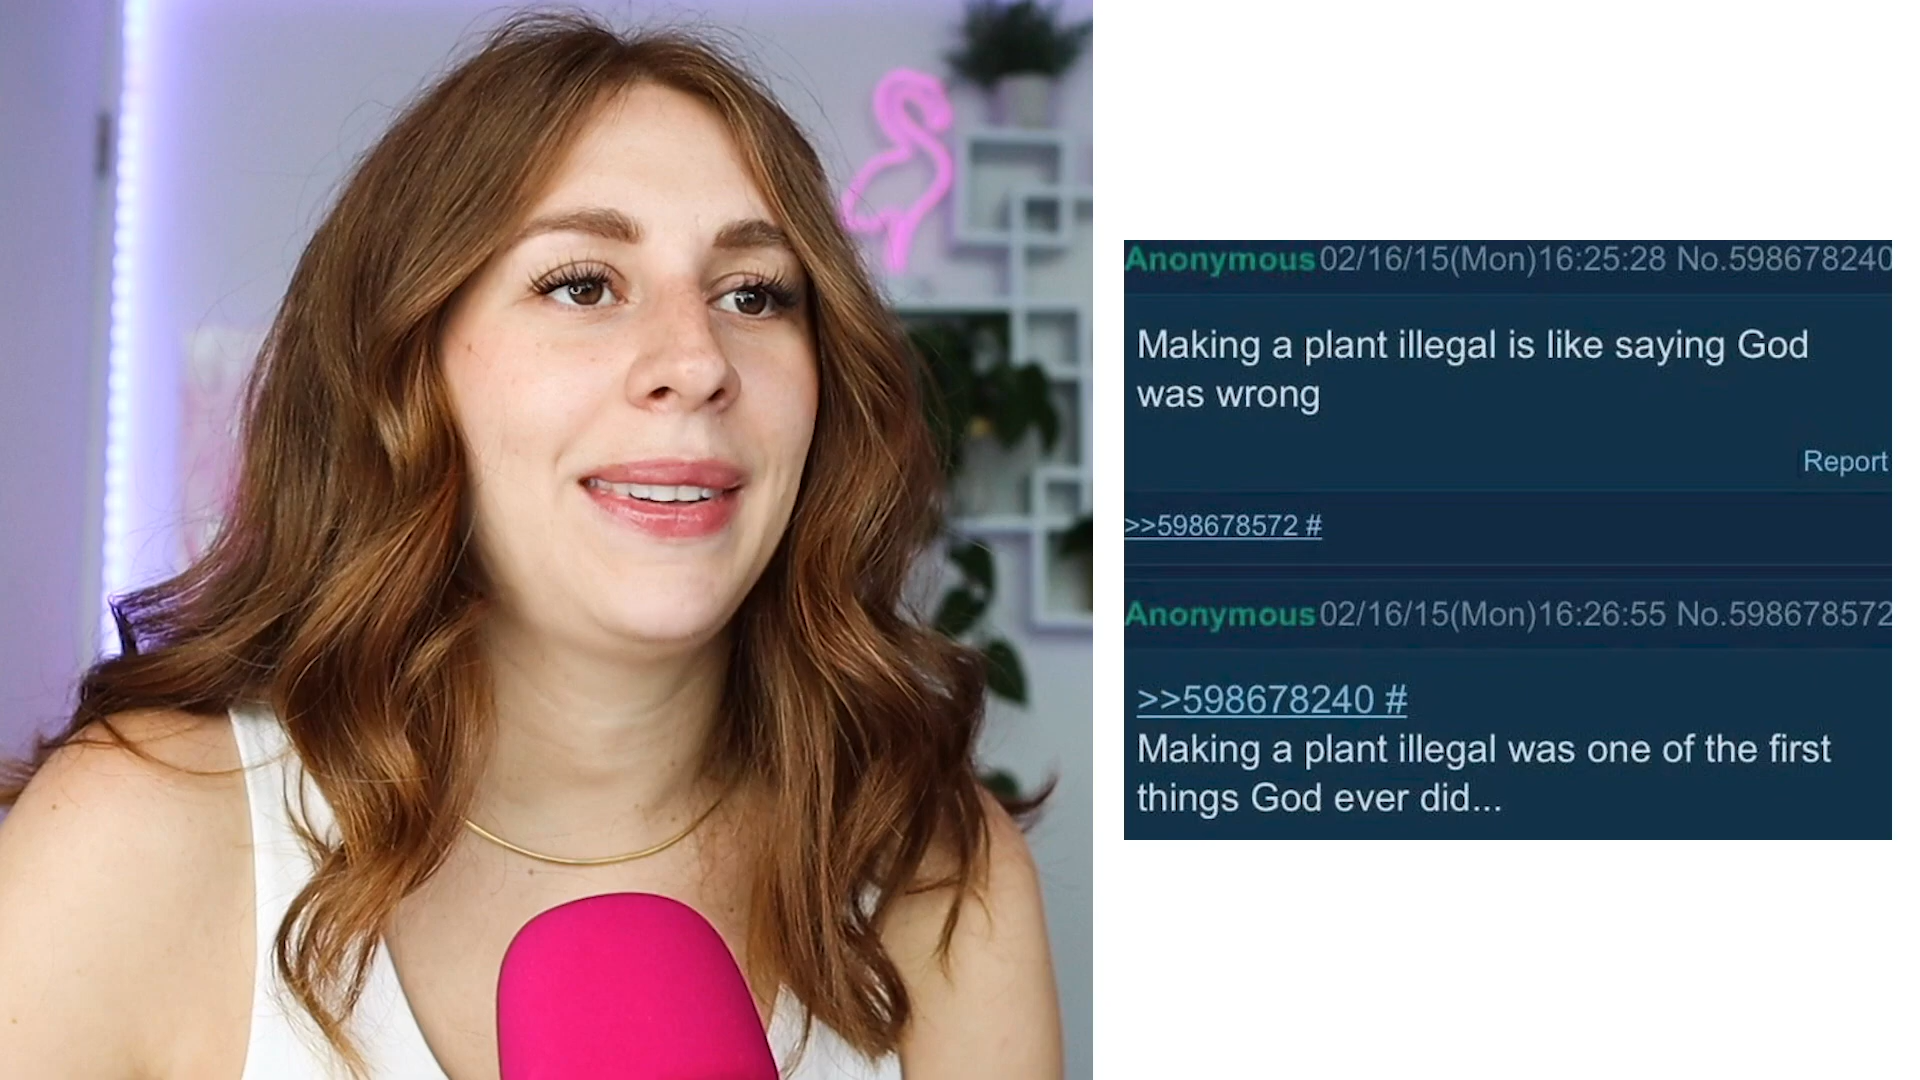 Anonymous 02/16/15(Mon)16:25:28 No.598678240
Making a plant illegal is like saying God
was wrong
Report
>>598678572 #
Anonymous 02/16/15(Mon)16:26:55 No.598678572
>>598678240 #
Making a plant illegal was one of the first
things God ever did...